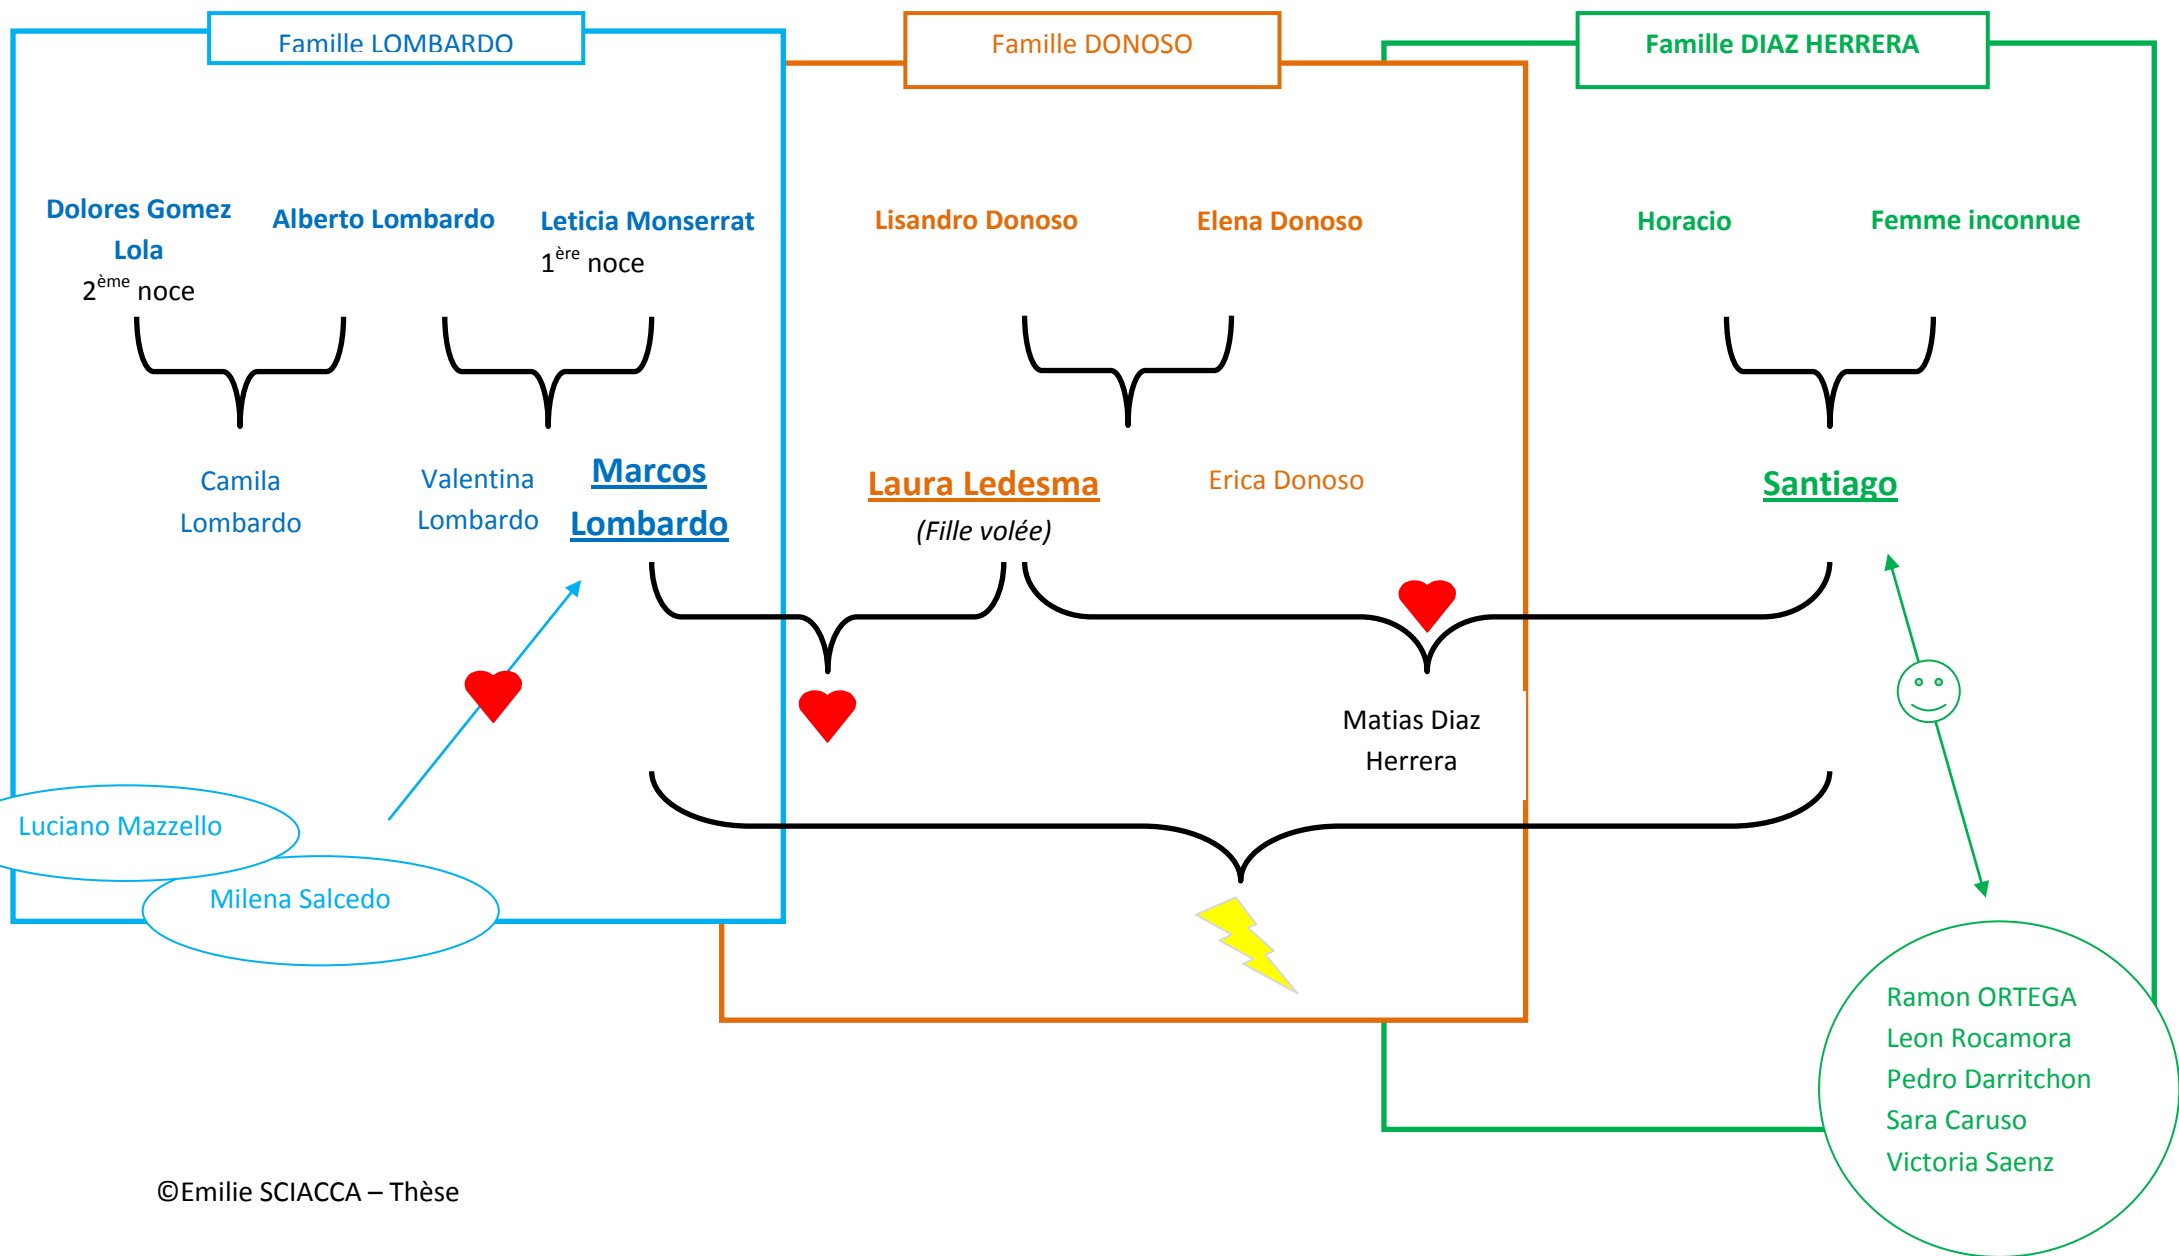 Famille LOMBARDO
Famille DONOSO
Famille DIAZ HERRERA
Dolores Gomez
Lola
2ème noce
Alberto Lombardo
Leticia Monserrat
1ère noce
Lisandro Donoso
Elena Donoso
Horacio
Femme inconnue
Camila
Lombardo
Valentina
Lombardo
Marcos
Lombardo
Laura Ledesma
(Fille volée)
Erica Donoso
Santiago
Matias Diaz
Herrera
Luciano Mazzello
Milena Salcedo
Ramon ORTEGA
Leon Rocamora
Pedro Darritchon
Sara Caruso
Victoria Saenz
©Emilie SCIACCA – Thèse